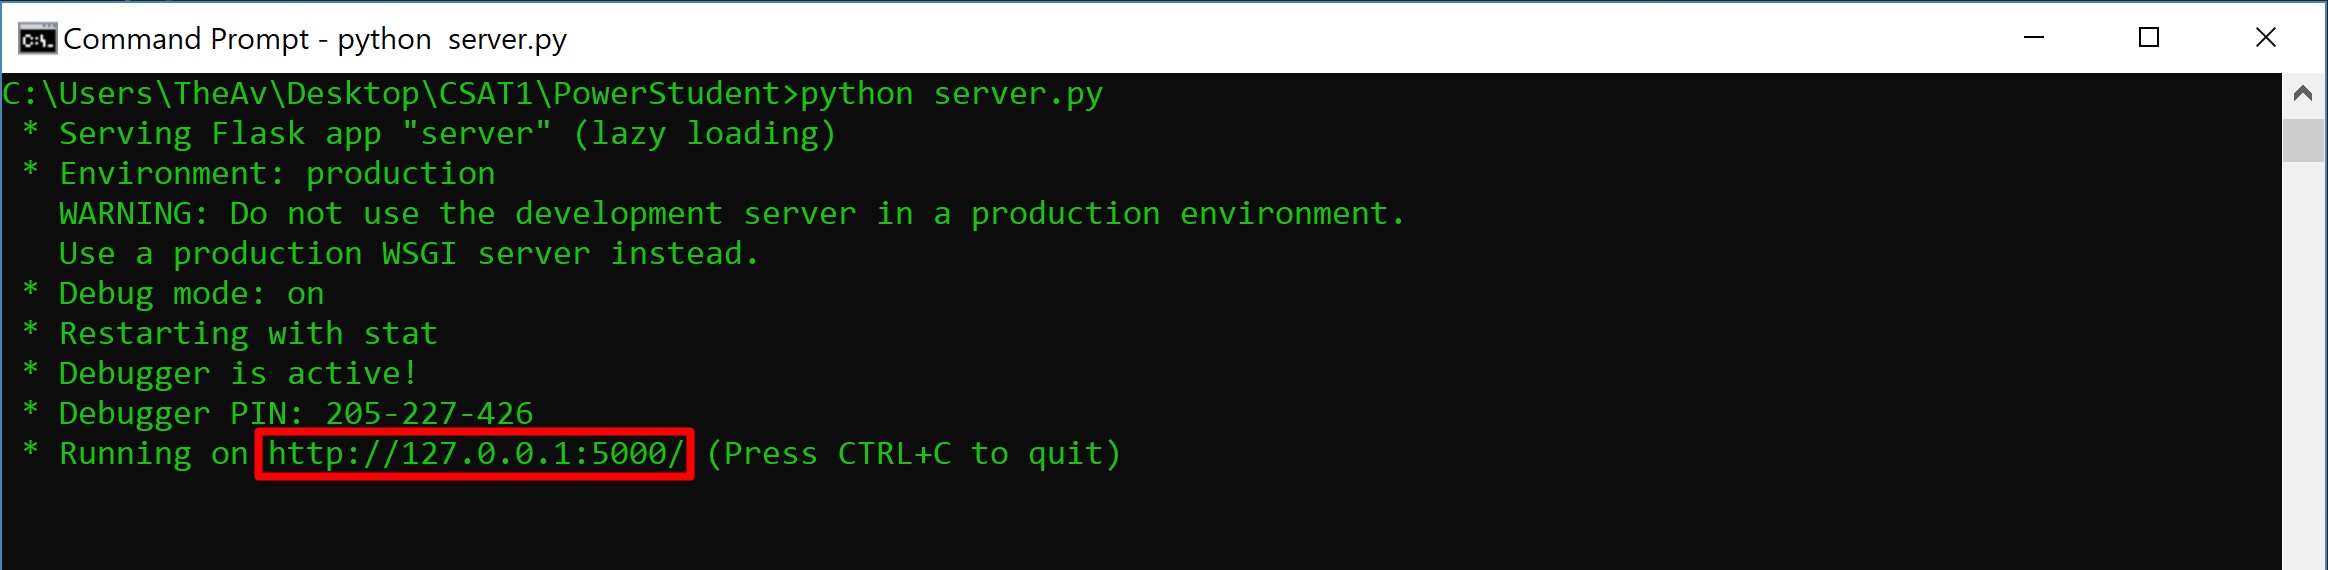 Command Prompt - python  server.py
C:\Users\TheAv\Desktop\CSAT1\PowerStudent>python server.py
 * Serving Flask app "server" (lazy loading)
 * Environment: production
   WARNING: Do not use the development server in a production environment.
   Use a production WSGI server instead.
 * Debug mode: on
 * Restarting with stat
 * Debugger is active!
 * Debugger PIN: 205-227-426
 * Running on http://127.0.0.1:5000/ (Press CTRL+C to quit)